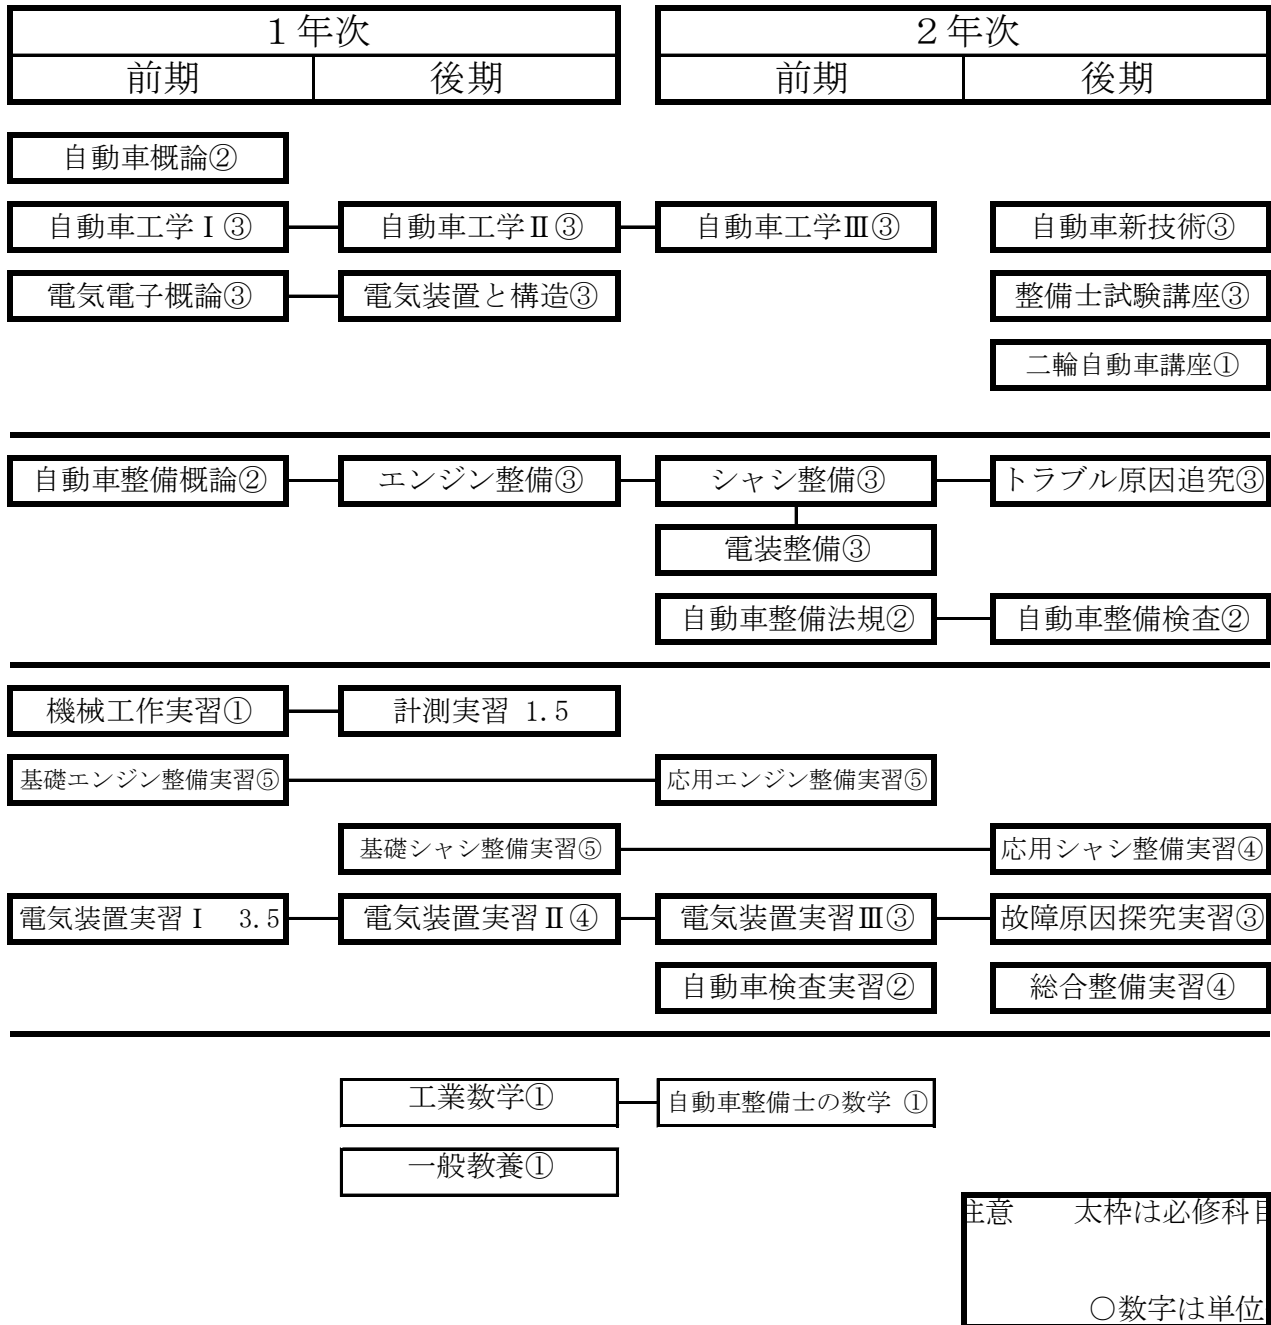 １年次 ２年次
前期 後期 前期 後期
自動車概論②
自動車工学Ⅰ③ 自動車工学Ⅱ③ 自動車工学Ⅲ③ 自動車新技術③
電気電子概論③ 電気装置と構造③ 整備士試験講座③
二輪自動車講座①
自動車整備概論② エンジン整備③ シャシ整備③ トラブル原因追究③
電装整備③
自動車整備法規② 自動車整備検査②
機械工作実習① 計測実習 1.5
基礎エンジン整備実習⑤ 応用エンジン整備実習⑤
基礎シャシ整備実習⑤ 応用シャシ整備実習④
電気装置実習Ⅰ 3.5 電気装置実習Ⅱ④ 電気装置実習Ⅲ③ 故障原因探究実習③
自動車検査実習② 総合整備実習④
工業数学① 自動車整備士の数学 ①
一般教養①
注意 太枠は必修科目
○数字は単位